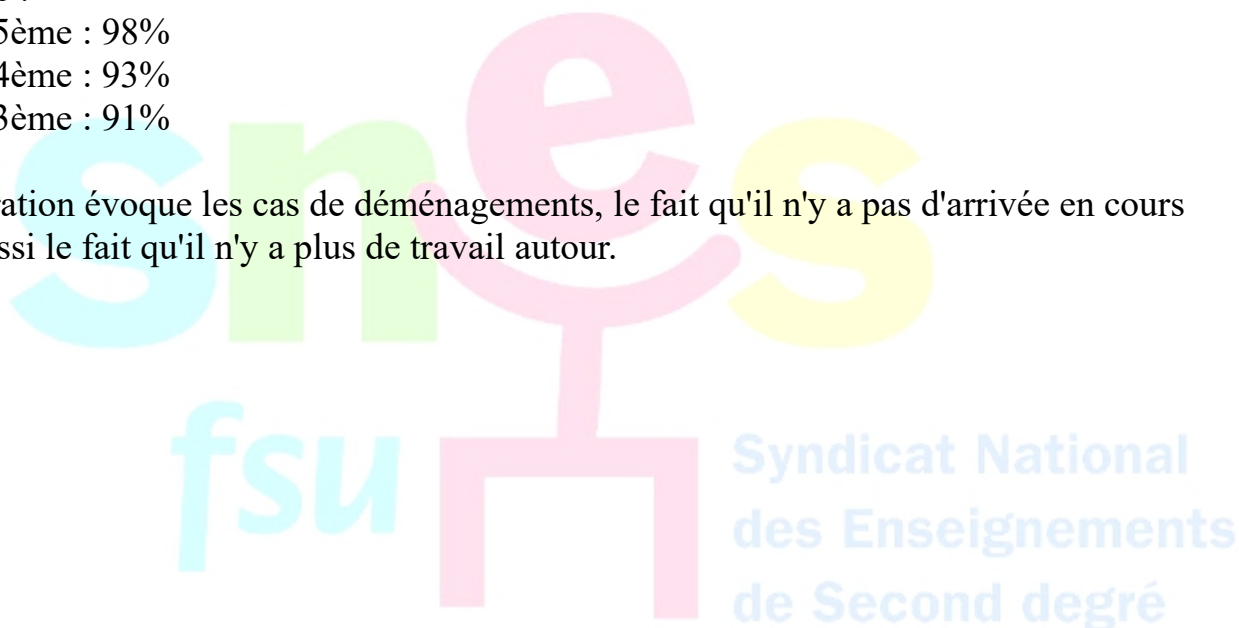 5ème : 98%
4ème : 93%
3ème : 91%
ration évoque les cas de déménagements, le fait qu'il n'y a pas d'arrivée en cours
ssi le fait qu'il n'y a plus de travail autour.
snes
fsu
Syndicat National
des Enseignements
de Second degré